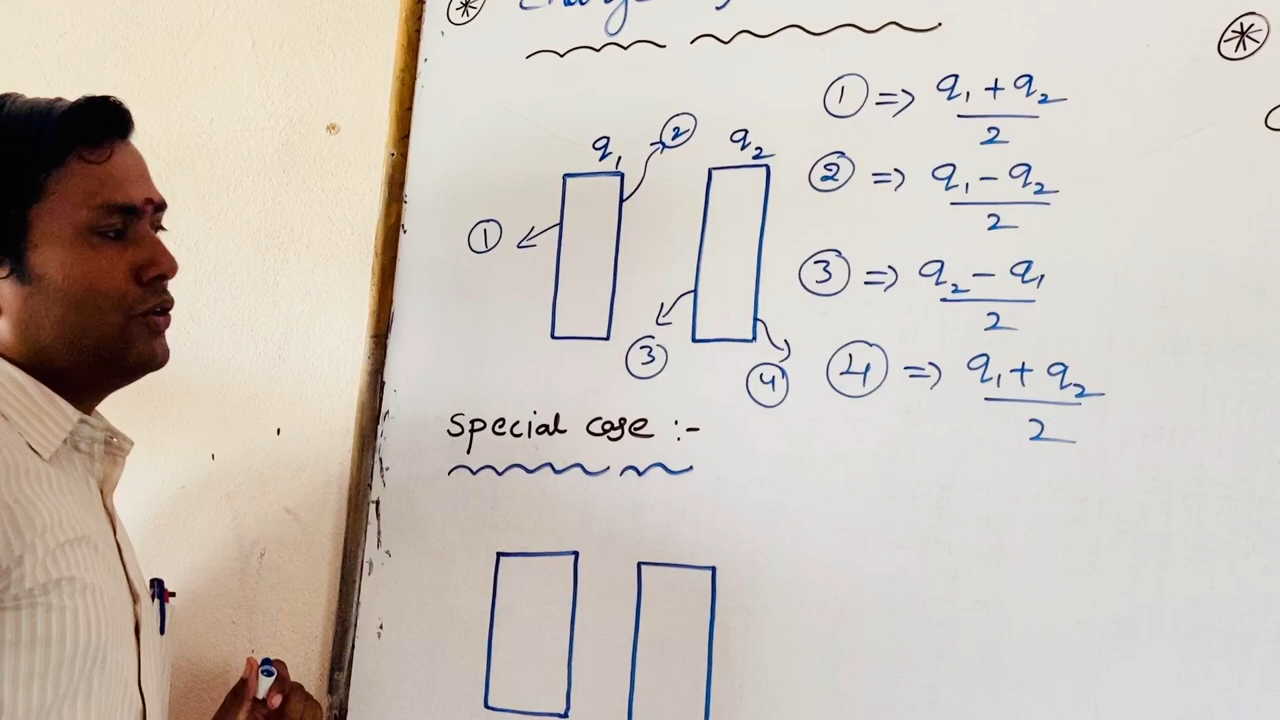 Charge
q₁ ② q₂
①
③
④
① => (q₁ + q₂)/2
② => (q₁ - q₂)/2
③ => (q₂ - q₁)/2
④ => (q₁ + q₂)/2
Special case :-